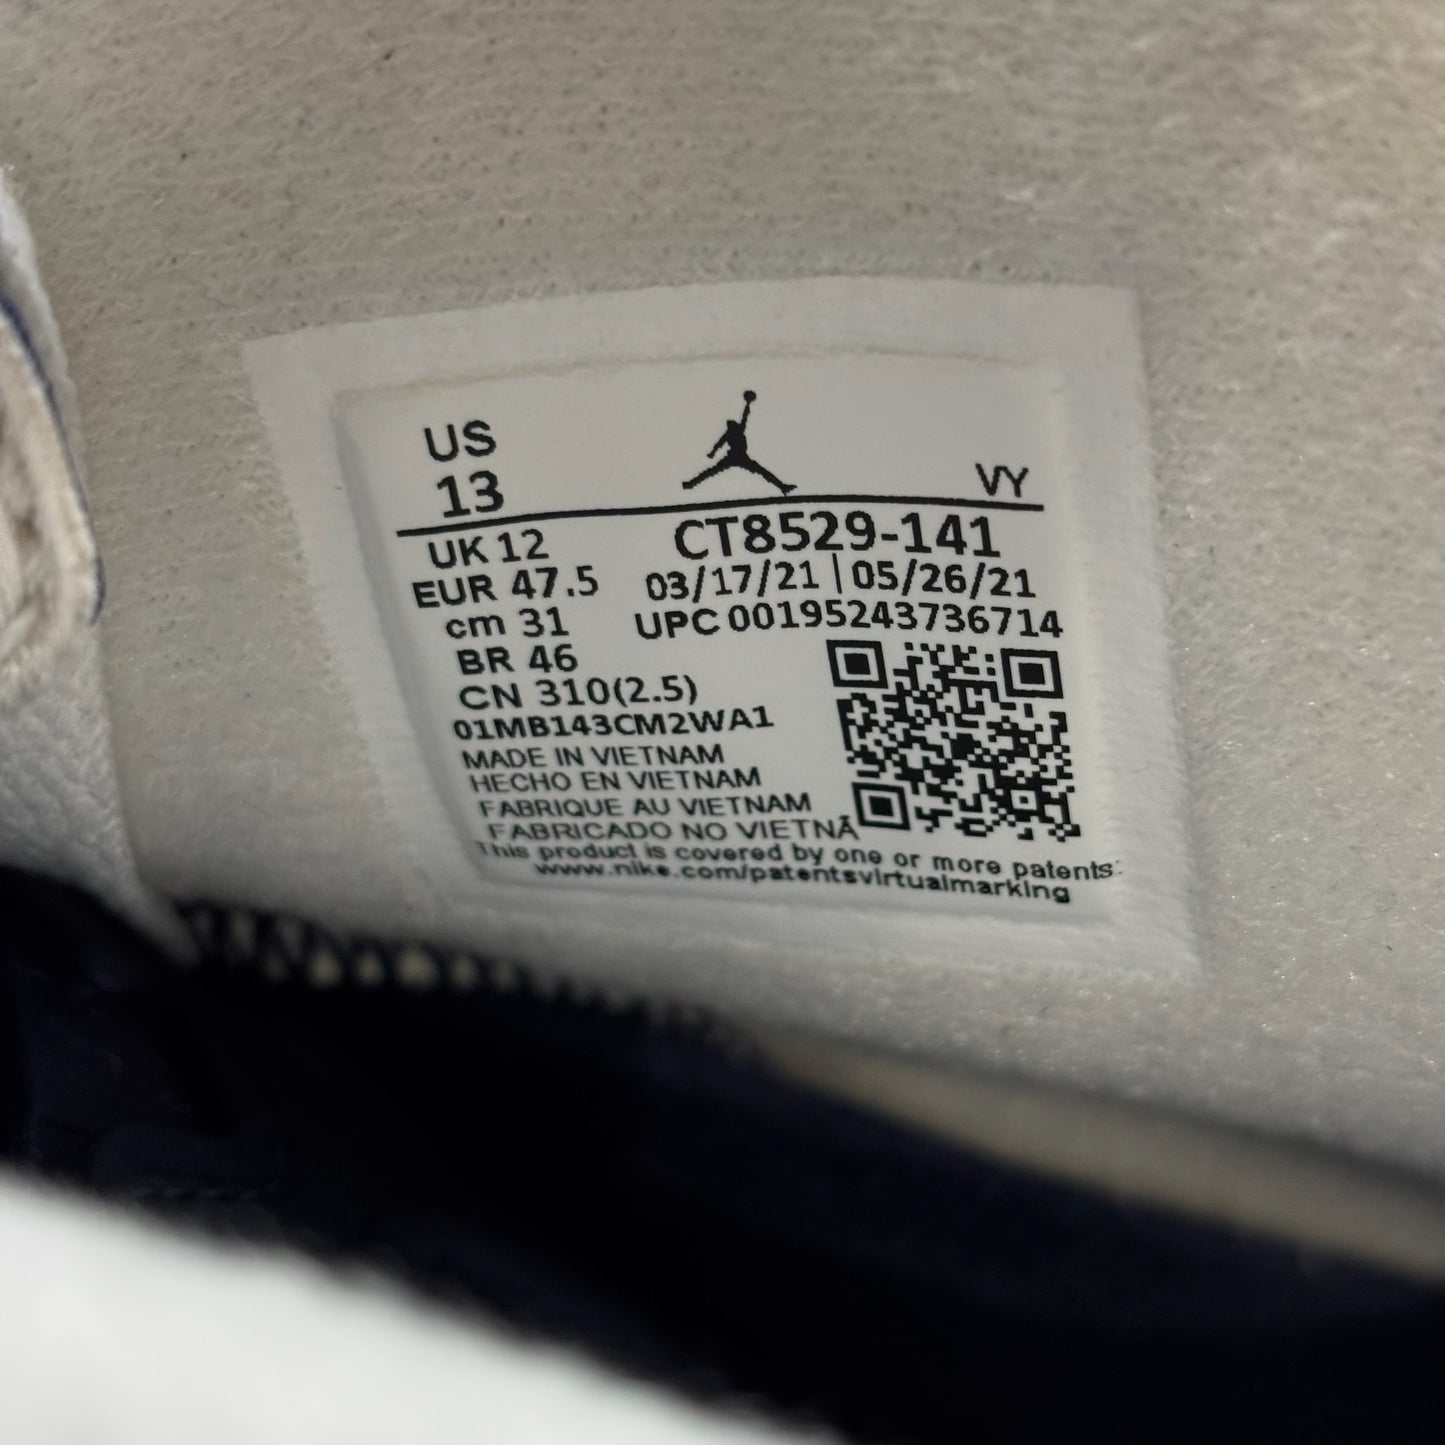 US
13
VY
UK 12
EUR 47.5
cm 31
BR 46
CN 310(2.5)
CT8529-141
03/17/21 | 05/26/21
UPC 00195243736714
01MB143CM2WA1
MADE IN VIETNAM
HECHO EN VIETNAM
FABRIQUE AU VIETNAM
FABRICADO NO VIETNÃ
This product is covered by one or more patents:
www.nike.com/patentsvirtualmarking